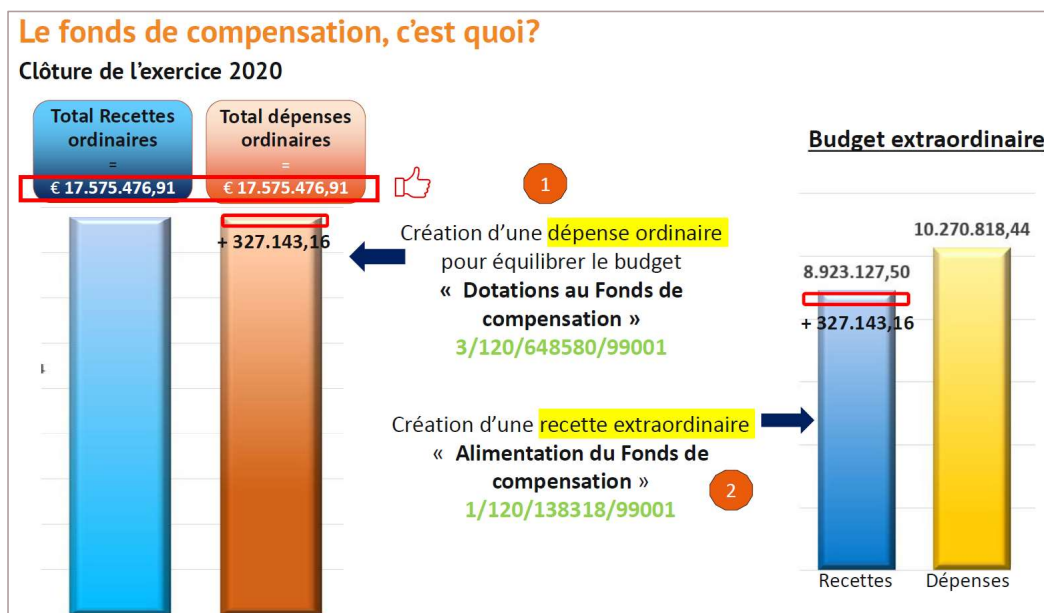 Le fonds de compensation, c'est quoi?
Clôture de l'exercice 2020
Total Recettes
ordinaires
=
€ 17.575.476,91
Total dépenses
ordinaires
=
€ 17.575.476,91
+ 327.143,16
1
Création d'une dépense ordinaire
pour équilibrer le budget
« Dotations au Fonds de
compensation »
3/120/648580/99001
Création d'une recette extraordinaire
« Alimentation du Fonds de
compensation »
2
1/120/138318/99001
Budget extraordinaire
10.270.818,44
8.923.127,50
+ 327.143,16
Recettes
Dépenses